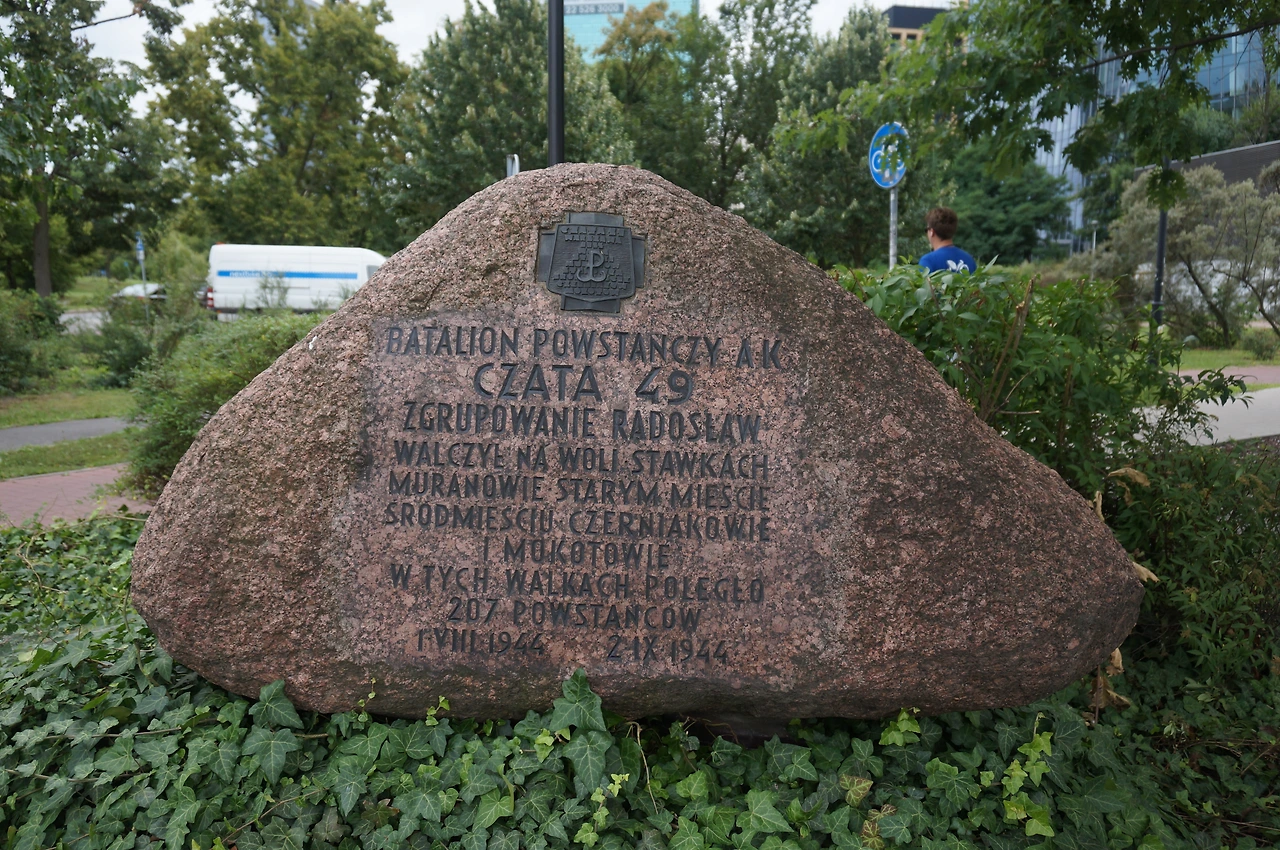 BATALION POWSTAŃCZY AK
CZATA 49
ZGRUPOWANIE RADOSŁAW
WALCZYŁ NA WOLI STAWKACH
MURANOWIE STARYM MIEŚCIE
ŚRÓDMIEŚCIU CZERNIAKOWIE
I MOKOTOWIE
W TYCH WALKACH POLEGŁO
207 POWSTAŃCÓW
1 VIII 1944 2 IX 1944